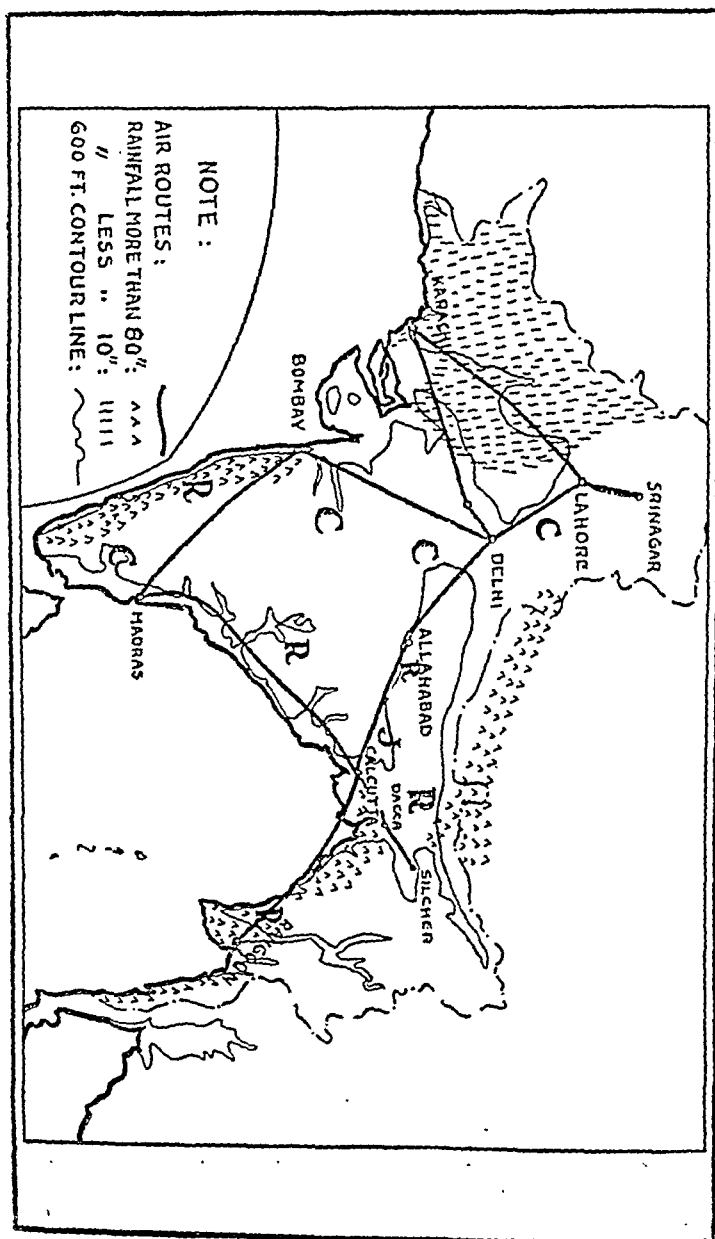 NOTE :
AIR ROUTES :
RAINFALL MORE THAN 80": ^ ^ ^
" LESS " 10": ı ı ı ı ı
600 FT. CONTOUR LINE :
SRINAGAR
LAHORE
C
DELHI
KARACHI
C
ALLAHABAD
R
R
J
R
CALCUTTA
DACCA
SILCHER
BOMBAY
C
R
R
C
MADRAS
R